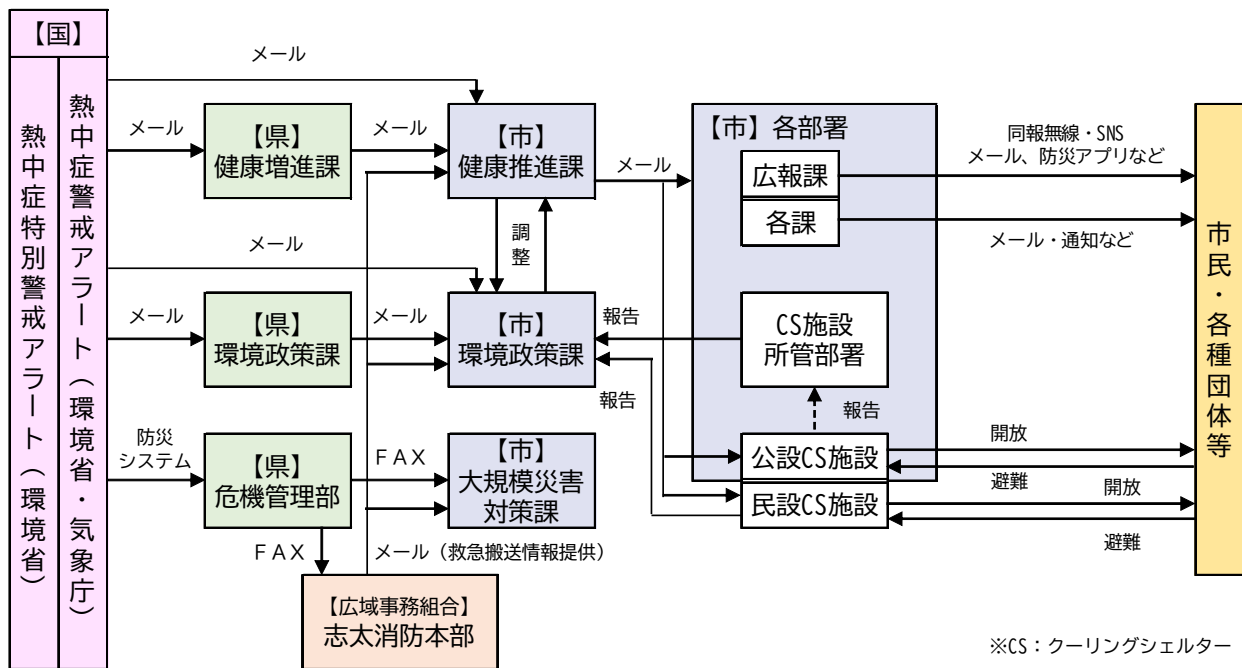 【国】
熱中症特別警戒アラート(環境省)
熱中症警戒アラート(環境省・気象庁)
メール
メール
【県】
健康増進課
メール
【市】
健康推進課
メール
【市】各部署
広報課
各課
同報無線・SNS
メール、防災アプリなど
メール・通知など
市民・各種団体等
調整
メール
メール
【県】
環境政策課
メール
【市】
環境政策課
報告
報告
CS施設
所管部署
報告
防災
システム
【県】
危機管理部
FAX
【市】
大規模災害
対策課
公設CS施設
民設CS施設
開放
避難
開放
避難
FAX
メール(救急搬送情報提供)
【広域事務組合】
志太消防本部
※CS:クーリングシェルター